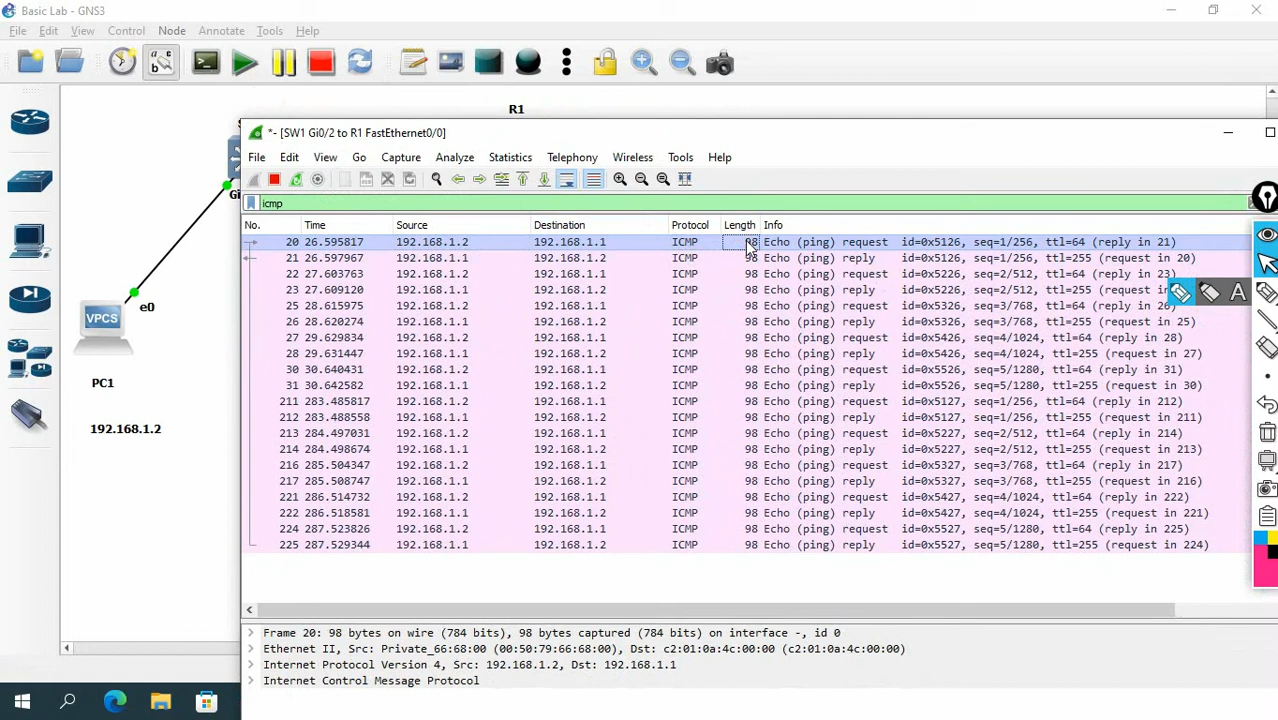 Basic Lab - GNS3
File Edit View Control Node Annotate Tools Help
R1
*- [SW1 Gi0/2 to R1 FastEthernet0/0]
File Edit View Go Capture Analyze Statistics Telephony Wireless Tools Help
icmp
No. Time Source Destination Protocol Length Info
20 26.595817 192.168.1.2 192.168.1.1 ICMP 98 Echo (ping) request id=0x5126, seq=1/256, ttl=64 (reply in 21)
21 26.597967 192.168.1.1 192.168.1.2 ICMP 98 Echo (ping) reply id=0x5126, seq=1/256, ttl=255 (request in 20)
22 27.603763 192.168.1.2 192.168.1.1 ICMP 98 Echo (ping) request id=0x5226, seq=2/512, ttl=64 (reply in 23)
23 27.609120 192.168.1.1 192.168.1.2 ICMP 98 Echo (ping) reply id=0x5226, seq=2/512, ttl=255 (request in 22)
25 28.615975 192.168.1.2 192.168.1.1 ICMP 98 Echo (ping) request id=0x5326, seq=3/768, ttl=64 (reply in 26)
26 28.620274 192.168.1.1 192.168.1.2 ICMP 98 Echo (ping) reply id=0x5326, seq=3/768, ttl=255 (request in 25)
27 29.629834 192.168.1.2 192.168.1.1 ICMP 98 Echo (ping) request id=0x5426, seq=4/1024, ttl=64 (reply in 28)
28 29.631447 192.168.1.1 192.168.1.2 ICMP 98 Echo (ping) reply id=0x5426, seq=4/1024, ttl=255 (request in 27)
30 30.640431 192.168.1.2 192.168.1.1 ICMP 98 Echo (ping) request id=0x5526, seq=5/1280, ttl=64 (reply in 31)
31 30.642582 192.168.1.1 192.168.1.2 ICMP 98 Echo (ping) reply id=0x5526, seq=5/1280, ttl=255 (request in 30)
211 283.485817 192.168.1.2 192.168.1.1 ICMP 98 Echo (ping) request id=0x5127, seq=1/256, ttl=64 (reply in 212)
212 283.488558 192.168.1.1 192.168.1.2 ICMP 98 Echo (ping) reply id=0x5127, seq=1/256, ttl=255 (request in 211)
213 284.497031 192.168.1.2 192.168.1.1 ICMP 98 Echo (ping) request id=0x5227, seq=2/512, ttl=64 (reply in 214)
214 284.498674 192.168.1.1 192.168.1.2 ICMP 98 Echo (ping) reply id=0x5227, seq=2/512, ttl=255 (request in 213)
216 285.504347 192.168.1.2 192.168.1.1 ICMP 98 Echo (ping) request id=0x5327, seq=3/768, ttl=64 (reply in 217)
217 285.508747 192.168.1.1 192.168.1.2 ICMP 98 Echo (ping) reply id=0x5327, seq=3/768, ttl=255 (request in 216)
221 286.514732 192.168.1.2 192.168.1.1 ICMP 98 Echo (ping) request id=0x5427, seq=4/1024, ttl=64 (reply in 222)
222 286.518581 192.168.1.1 192.168.1.2 ICMP 98 Echo (ping) reply id=0x5427, seq=4/1024, ttl=255 (request in 221)
224 287.523826 192.168.1.2 192.168.1.1 ICMP 98 Echo (ping) request id=0x5527, seq=5/1280, ttl=64 (reply in 225)
225 287.529344 192.168.1.1 192.168.1.2 ICMP 98 Echo (ping) reply id=0x5527, seq=5/1280, ttl=255 (request in 224)
e0
VPCS
PC1
192.168.1.2
Frame 20: 98 bytes on wire (784 bits), 98 bytes captured (784 bits) on interface -, id 0
Ethernet II, Src: Private_66:68:00 (00:50:79:66:68:00), Dst: c2:01:0a:4c:00:00 (c2:01:0a:4c:00:00)
Internet Protocol Version 4, Src: 192.168.1.2, Dst: 192.168.1.1
Internet Control Message Protocol